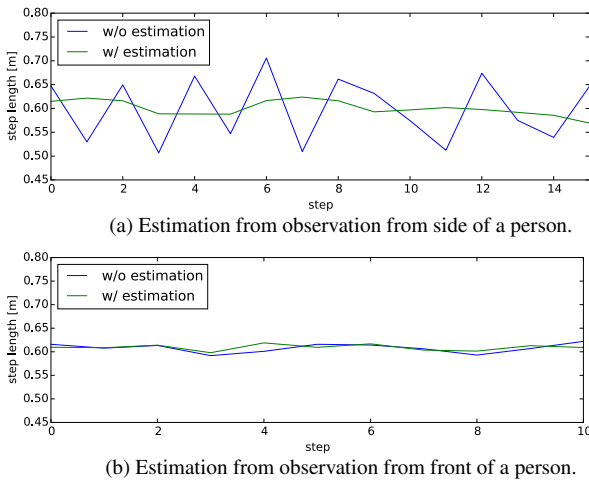 0.80
0.75
0.70
0.65
0.60
0.55
0.50
0.45
step length [m]
w/o estimation
w/ estimation
0 2 4 6 8 10 12 14
step
(a) Estimation from observation from side of a person.
0.80
0.75
0.70
0.65
0.60
0.55
0.50
0.45
step length [m]
w/o estimation
w/ estimation
0 2 4 6 8 10
step
(b) Estimation from observation from front of a person.